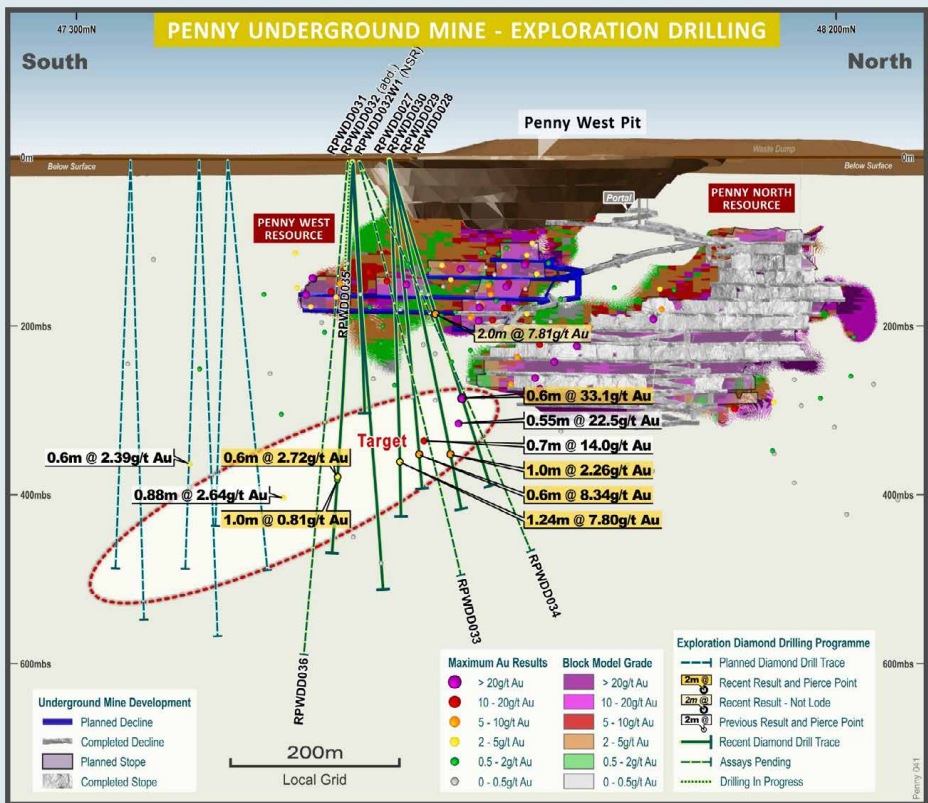 47 300mN
PENNY UNDERGROUND MINE - EXPLORATION DRILLING
48 200mN
South
North
RPWDD031
RPWDD032 (abd.)
RPWDD032W1 (NSR)
RPWDD027
RPWDD030
RPWDD029
RPWDD028
Penny West Pit
Waste Dump
0m
0m
Below Surface
Below Surface
Portal
PENNY NORTH
RESOURCE
PENNY WEST
RESOURCE
RPWDD035
200mbs
200mbs
2.0m @ 7.81g/t Au
0.6m @ 33.1g/t Au
0.55m @ 22.5g/t Au
Target
0.7m @ 14.0g/t Au
0.6m @ 2.39g/t Au
0.6m @ 2.72g/t Au
1.0m @ 2.26g/t Au
0.88m @ 2.64g/t Au
0.6m @ 8.34g/t Au
400mbs
400mbs
1.0m @ 0.81g/t Au
1.24m @ 7.80g/t Au
RPWDD034
RPWDD033
RPWDD036
600mbs
600mbs
Underground Mine Development
Planned Decline
Completed Decline
Planned Stope
Completed Stope
200m
Local Grid
Maximum Au Results
> 20g/t Au
10 - 20g/t Au
5 - 10g/t Au
2 - 5g/t Au
0.5 - 2g/t Au
0 - 0.5g/t Au
Block Model Grade
> 20g/t Au
10 - 20g/t Au
5 - 10g/t Au
2 - 5g/t Au
0.5 - 2g/t Au
0 - 0.5g/t Au
Exploration Diamond Drilling Programme
Planned Diamond Drill Trace
2m @ Recent Result and Pierce Point
2m @ Recent Result - Not Lode
2m @ Previous Result and Pierce Point
Recent Diamond Drill Trace
Assays Pending
Drilling In Progress
Penny 041